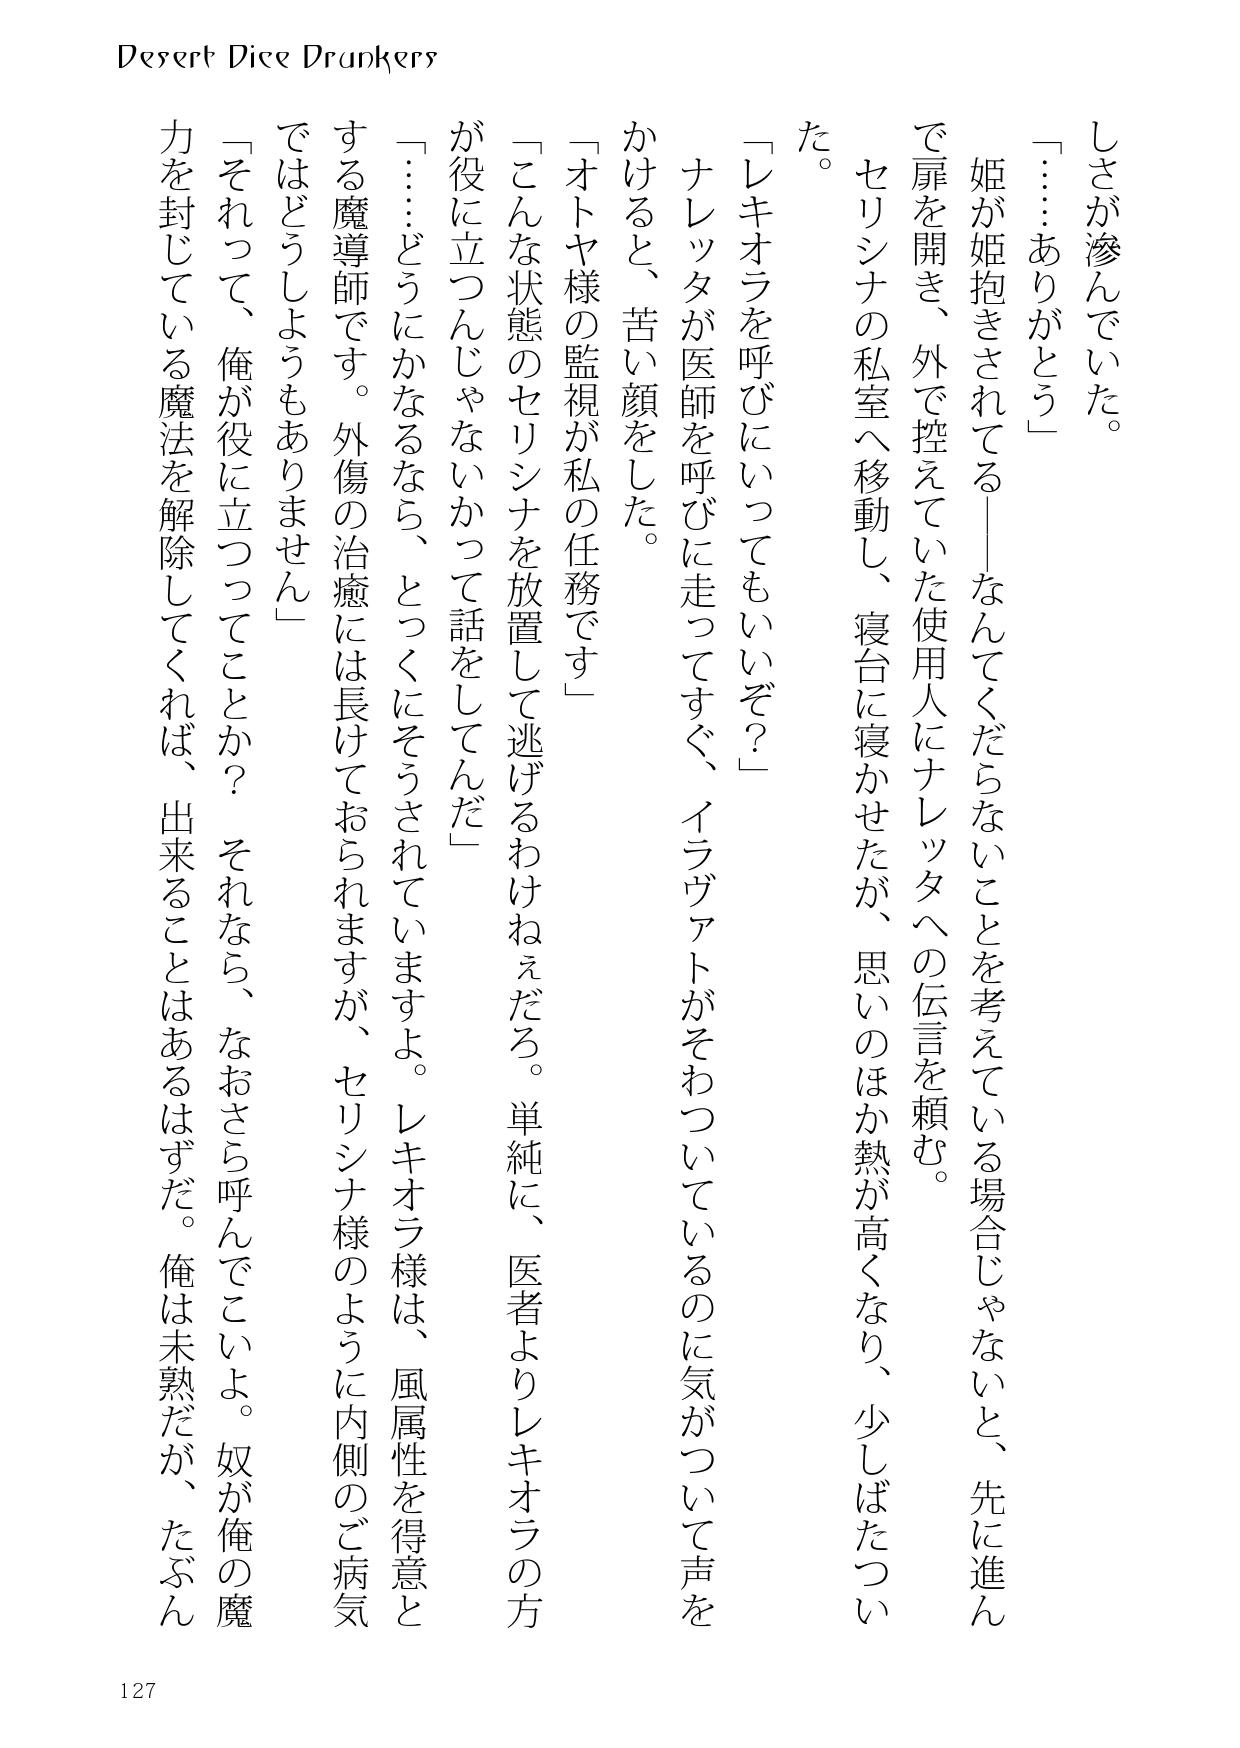 Desert Dice Drunkers
しさが滲んでいた。
「……ありがとう」
　姫が姫抱きされてる――なんてくだらないことを考えている場合じゃないと、先に進ん
で扉を開き、外で控えていた使用人にナレッタへの伝言を頼む。
　セリシナの私室へ移動し、寝台に寝かせたが、思いのほか熱が高くなり、少しばたつい
た。
「レキオラを呼びにいってもいいぞ？」
　ナレッタが医師を呼びに走ってすぐ、イラヴァトがそわついているのに気がついて声を
かけると、苦い顔をした。
「オトヤ様の監視が私の任務です」
「こんな状態のセリシナを放置して逃げるわけねぇだろ。単純に、医者よりレキオラの方
が役に立つんじゃないかって話をしてんだ」
「……どうにかなるなら、とっくにそうされていますよ。レキオラ様は、風属性を得意と
する魔導師です。外傷の治癒には長けておられますが、セリシナ様のように内側のご病気
ではどうしようもありません」
「それって、俺が役に立つってことか？　それなら、なおさら呼んでこいよ。奴が俺の魔
力を封じている魔法を解除してくれば、出来ることはあるはずだ。俺は未熟だが、たぶん
127